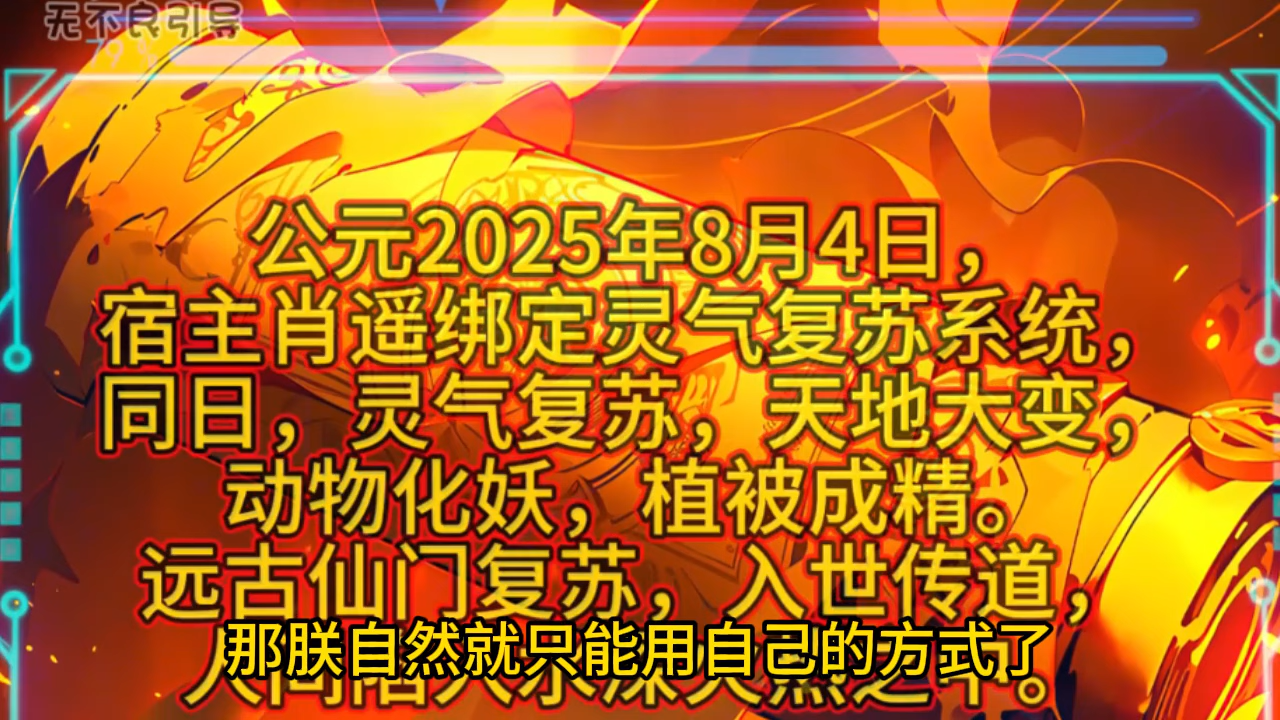 无不良引导
公元2025年8月4日，
宿主肖遥绑定灵气复苏系统，
同日，灵气复苏，天地大变，
动物化妖，植被成精。
远古仙门复苏，入世传道，
那朕自然就只能用自己的方式了